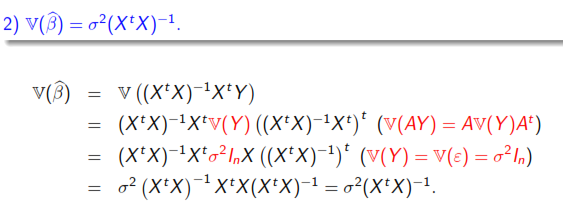 2) 𝕍(β̂) = σ²(XᵗX)⁻¹.
𝕍(β̂) = 𝕍((XᵗX)⁻¹XᵗY)
= (XᵗX)⁻¹Xᵗ𝕍(Y)((XᵗX)⁻¹Xᵗ)ᵗ (𝕍(AY) = A𝕍(Y)Aᵗ)
= (XᵗX)⁻¹Xᵗσ²IₙX((XᵗX)⁻¹)ᵗ (𝕍(Y) = 𝕍(ε) = σ²Iₙ)
= σ²(XᵗX)⁻¹XᵗX(XᵗX)⁻¹ = σ²(XᵗX)⁻¹.